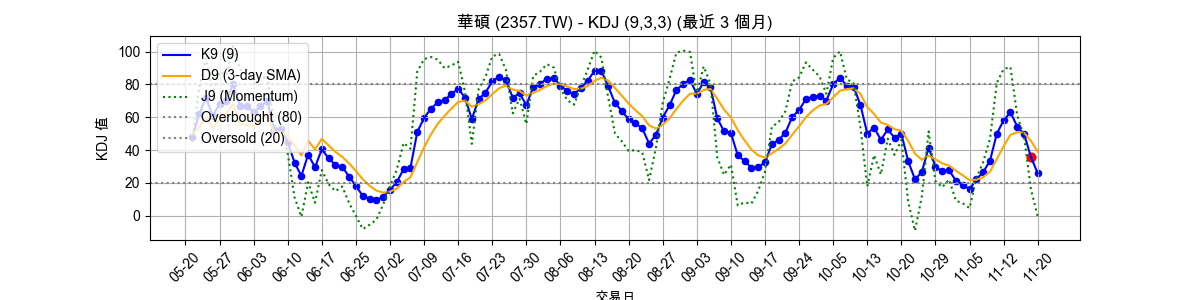 華碩 (2357.TW) - KDJ (9,3,3) (最近 3 個月)
K9 (9)
D9 (3-day SMA)
J9 (Momentum)
Overbought (80)
Oversold (20)
KDJ 值
100
80
60
40
20
0
05-20 05-27 06-03 06-10 06-17 06-25 07-02 07-09 07-16 07-23 07-30 08-06 08-13 08-20 08-27 09-03 09-10 09-17 09-24 10-05 10-13 10-20 10-29 11-05 11-12 11-20
交易日